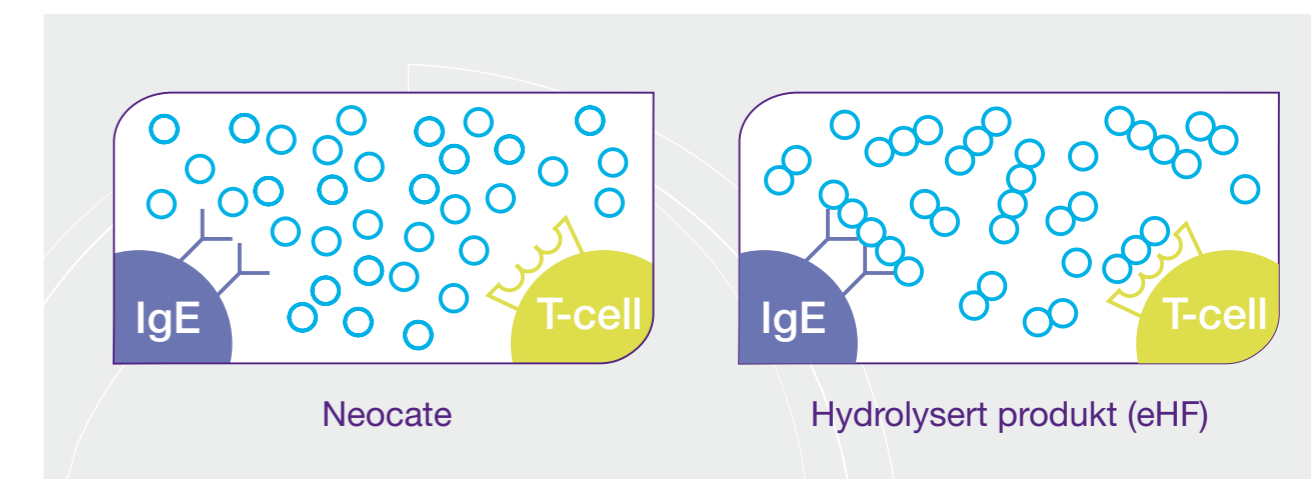 IgE
T-cell
IgE
T-cell
Neocate
Hydrolysert produkt (eHF)